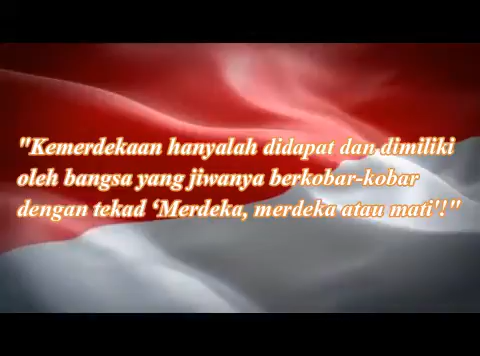 "Kemerdekaan hanyalah didapat dan dimiliki
oleh bangsa yang jiwanya berkobar-kobar
dengan tekad ‘Merdeka, merdeka atau mati'!"